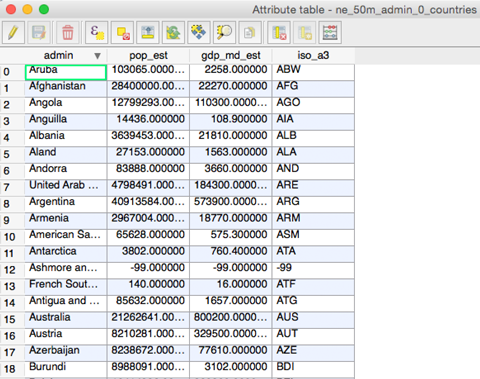 Attribute table - ne_50m_admin_0_countries
admin pop_est gdp_md_est iso_a3
0 Aruba 103065.0000... 2258.000000 ABW
1 Afghanistan 28400000.00... 22270.000000 AFG
2 Angola 12799293.00... 110300.0000... AGO
3 Anguilla 14436.000000 108.900000 AIA
4 Albania 3639453.000... 21810.000000 ALB
5 Aland 27153.000000 1563.000000 ALA
6 Andorra 83888.000000 3660.000000 AND
7 United Arab ... 4798491.000... 184300.0000... ARE
8 Argentina 40913584.00... 573900.0000... ARG
9 Armenia 2967004.000... 18770.000000 ARM
10 American Sa... 65628.000000 575.300000 ASM
11 Antarctica 3802.000000 760.400000 ATA
12 Ashmore an... -99.000000 -99.000000 -99
13 French Sout... 140.000000 16.000000 ATF
14 Antigua and ... 85632.000000 1657.000000 ATG
15 Australia 21262641.00... 800200.0000... AUS
16 Austria 8210281.000... 329500.0000... AUT
17 Azerbaijan 8238672.000... 77610.000000 AZE
18 Burundi 8988091.000... 3102.000000 BDI